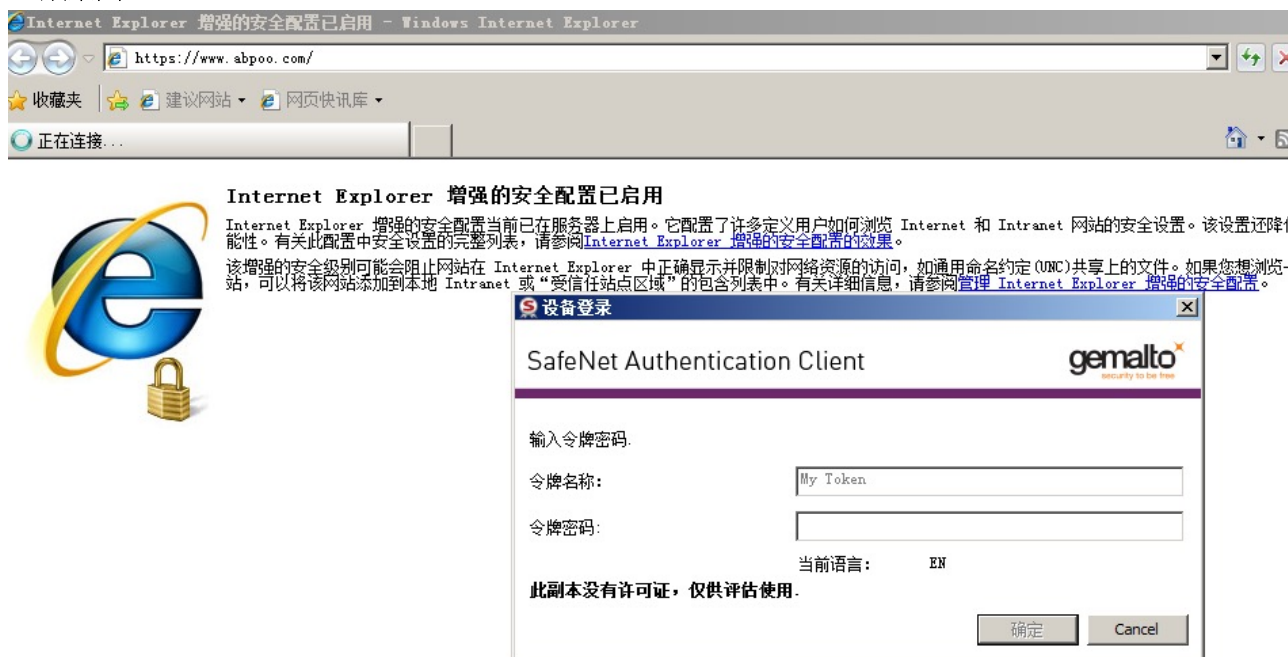 Internet Explorer 增强的安全配置已启用 - Windows Internet Explorer
https://www.abpoo.com/
收藏夹 建议网站 网页快讯库
正在连接...
Internet Explorer 增强的安全配置已启用
Internet Explorer 增强的安全配置当前已在服务器上启用。它配置了许多定义用户如何浏览 Internet 和 Intranet 网站的安全设置。该设置还降
能性。有关此配置中安全设置的完整列表，请参阅Internet Explorer 增强的安全配置的效果。
该增强的安全级别可能会阻止网站在 Internet Explorer 中正确显示并限制对网络资源的访问，如通用命名约定(UNC)共享上的文件。如果您想浏览一
站，可以将该网站添加到本地 Intranet 或“受信任站点区域”的包含列表中。有关详细信息，请参阅管理 Internet Explorer 增强的安全配置。
设备登录
SafeNet Authentication Client
gemalto
security to be free
输入令牌密码.
令牌名称:
My Token
令牌密码:
当前语言: EN
此副本没有许可证，仅供评估使用.
确定 Cancel